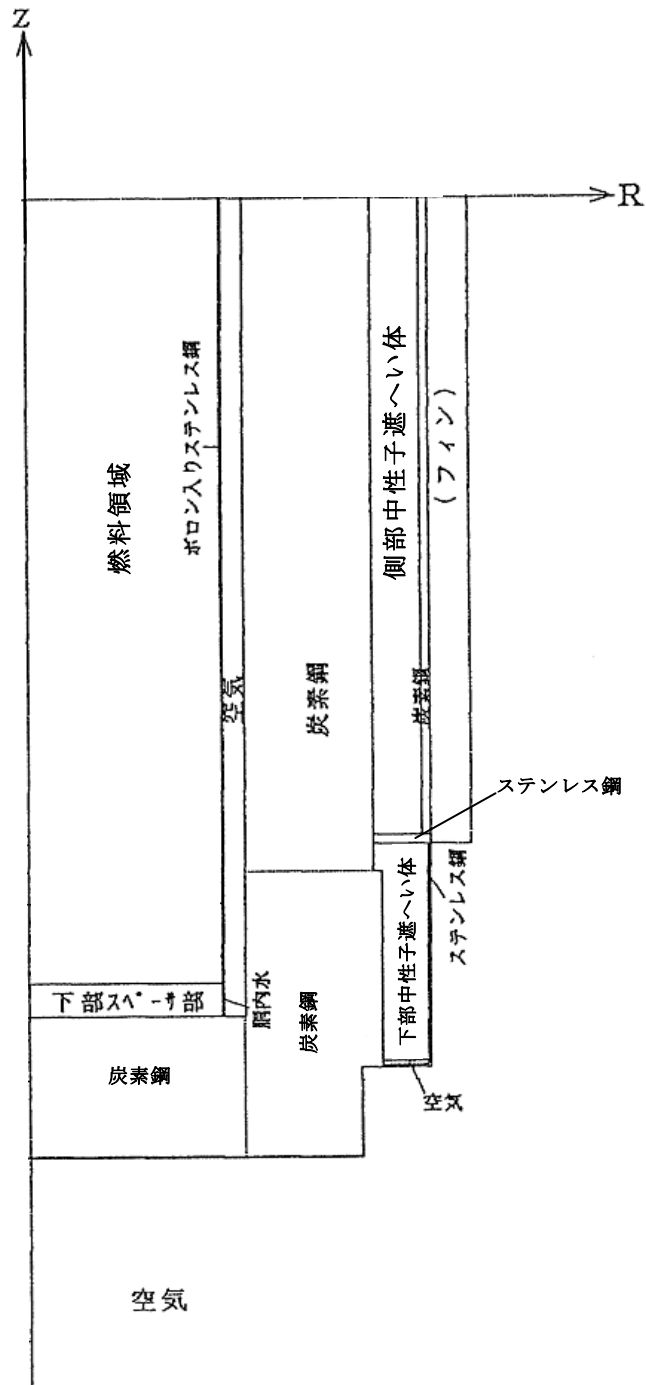 Z
R
燃料領域
ボロン入りステンレス鋼
空気
炭素鋼
側部中性子遮へい体
炭素鋼
(フィン)
ステンレス鋼
下部中性子遮へい体
ステンレス鋼
下部スペーサ部
胴内水
炭素鋼
炭素鋼
空気
空気